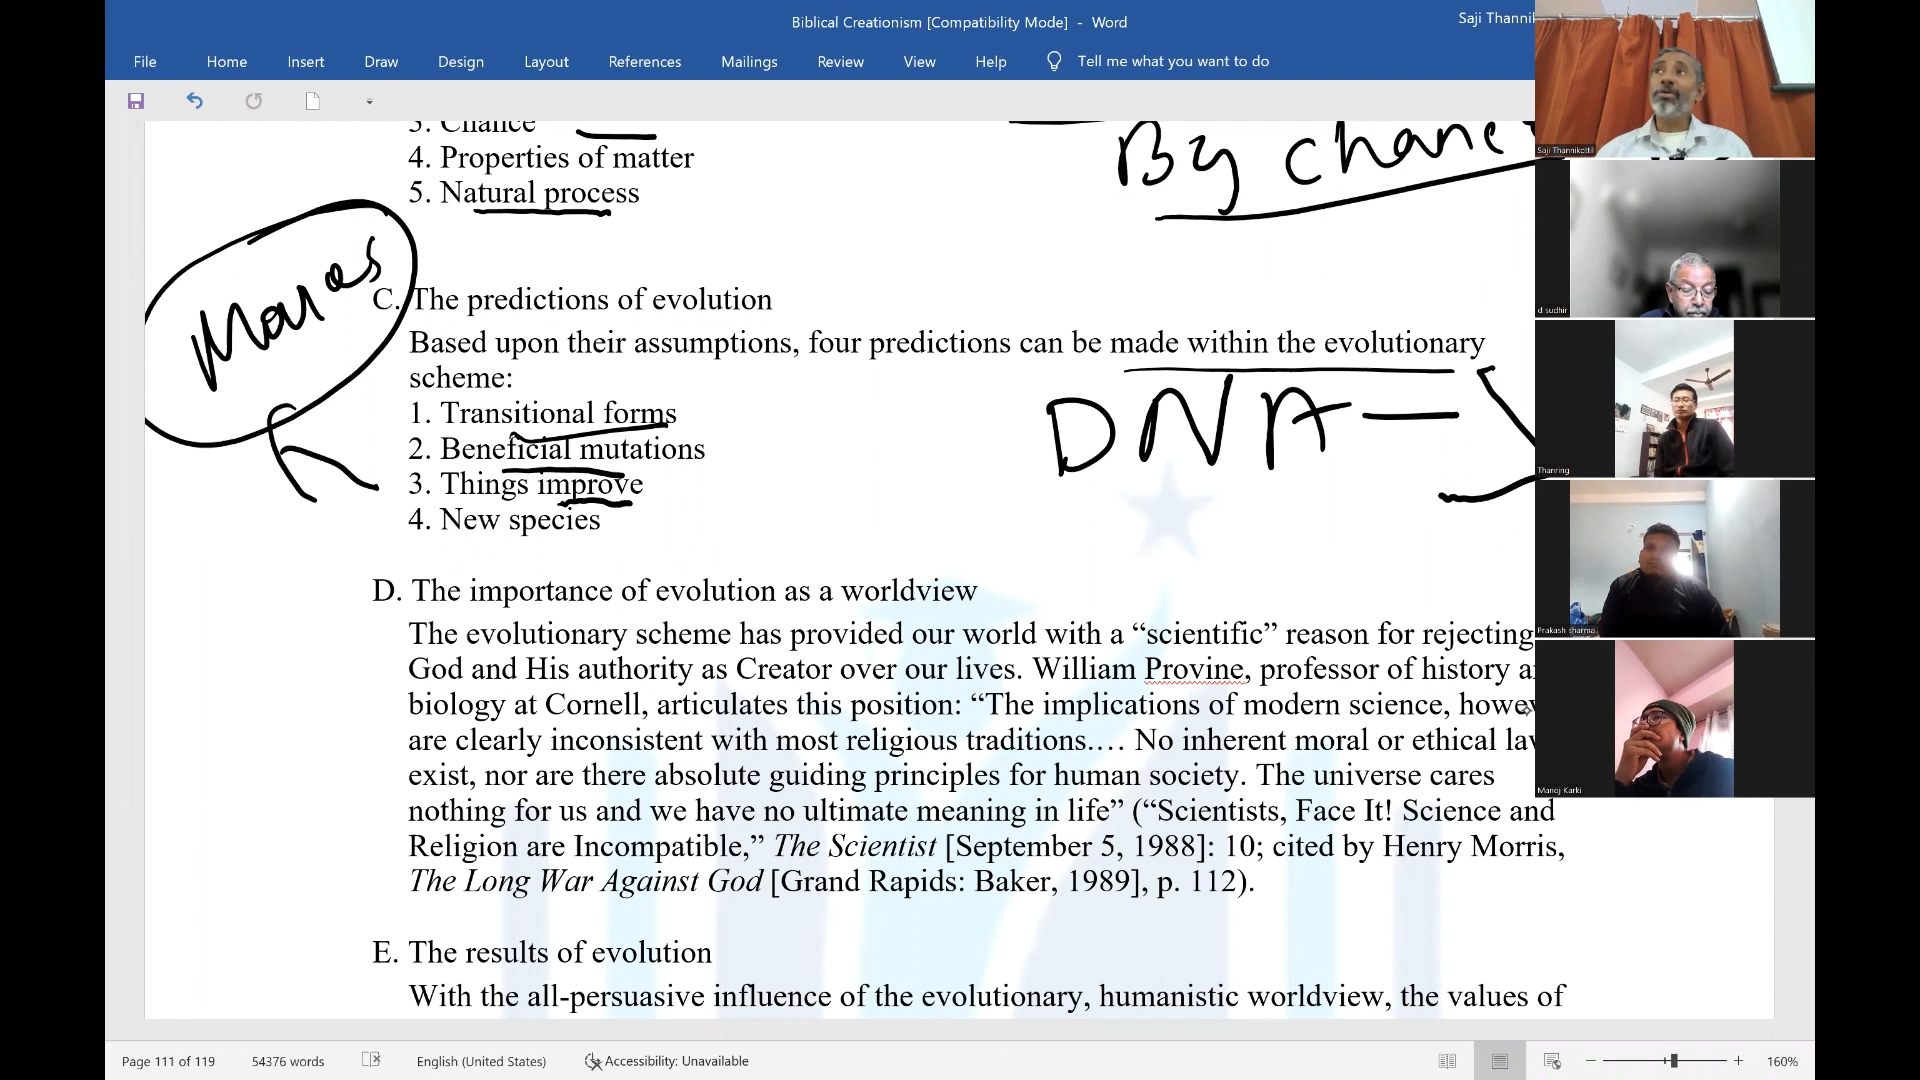 Biblical Creationism [Compatibility Mode] - Word
Saji Thannik
File Home Insert Draw Design Layout References Mailings Review View Help Tell me what you want to do
3. Chance
4. Properties of matter
5. Natural process
By chanc
C. The predictions of evolution
Based upon their assumptions, four predictions can be made within the evolutionary
scheme:
1. Transitional forms
2. Beneficial mutations
3. Things improve
4. New species
DNA
D. The importance of evolution as a worldview
The evolutionary scheme has provided our world with a “scientific” reason for rejecting
God and His authority as Creator over our lives. William Provine, professor of history a
biology at Cornell, articulates this position: “The implications of modern science, howev
are clearly inconsistent with most religious traditions.… No inherent moral or ethical law
exist, nor are there absolute guiding principles for human society. The universe cares
nothing for us and we have no ultimate meaning in life” (“Scientists, Face It! Science and
Religion are Incompatible,” The Scientist [September 5, 1988]: 10; cited by Henry Morris,
The Long War Against God [Grand Rapids: Baker, 1989], p. 112).
E. The results of evolution
With the all-persuasive influence of the evolutionary, humanistic worldview, the values of
Saji Thannikottil
d sudhir
Thanring
Prakash sharma
Manoj Karki
Page 111 of 119 54376 words English (United States) Accessibility: Unavailable 160%